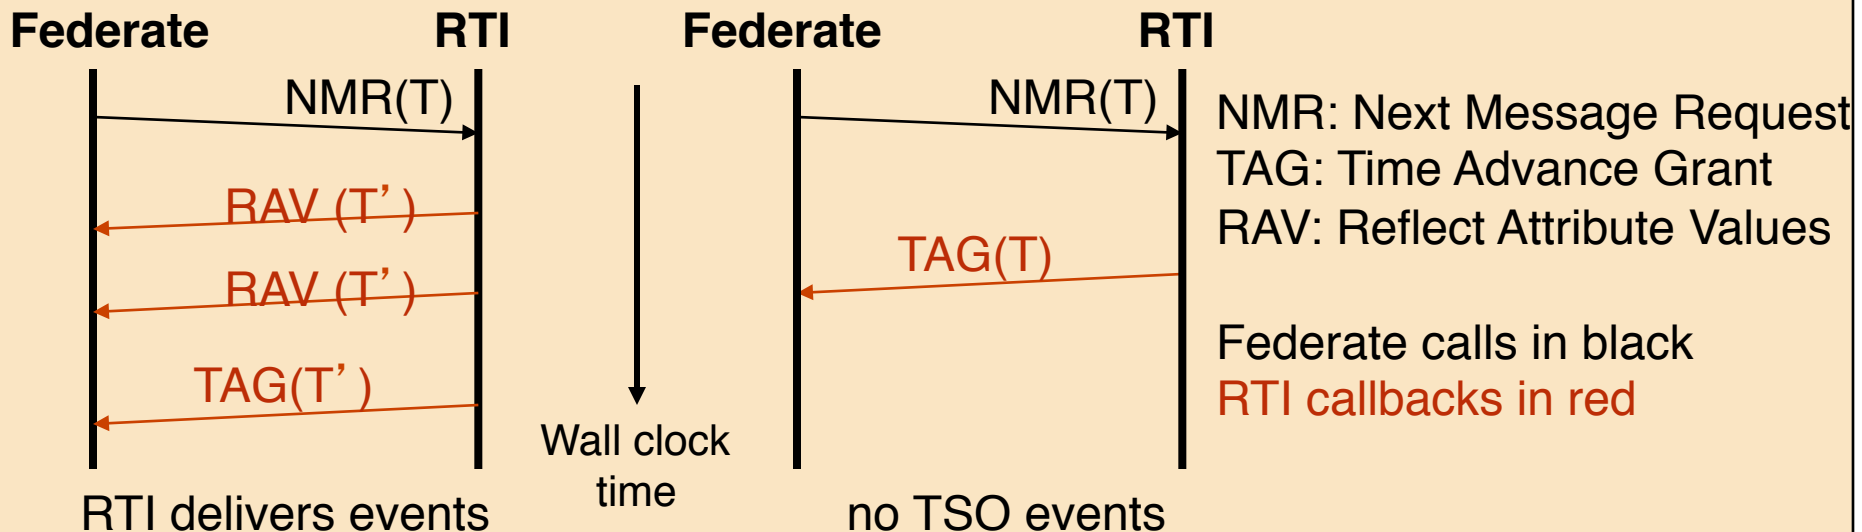 Federate RTI
NMR(T)
RAV (T’)
RAV (T’)
TAG(T’)
RTI delivers events
Wall clock
time
Federate RTI
NMR(T)
TAG(T)
no TSO events
NMR: Next Message Request
TAG: Time Advance Grant
RAV: Reflect Attribute Values
Federate calls in black
RTI callbacks in red